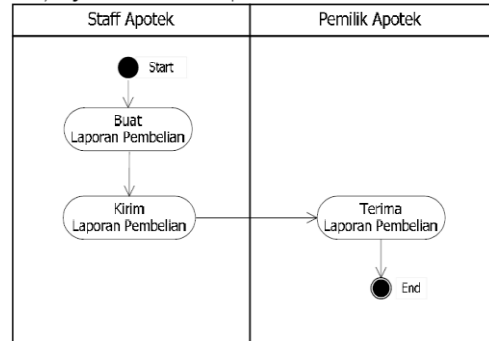 Staff Apotek
Pemilik Apotek
Start
Buat
Laporan Pembelian
Kirim
Laporan Pembelian
Terima
Laporan Pembelian
End